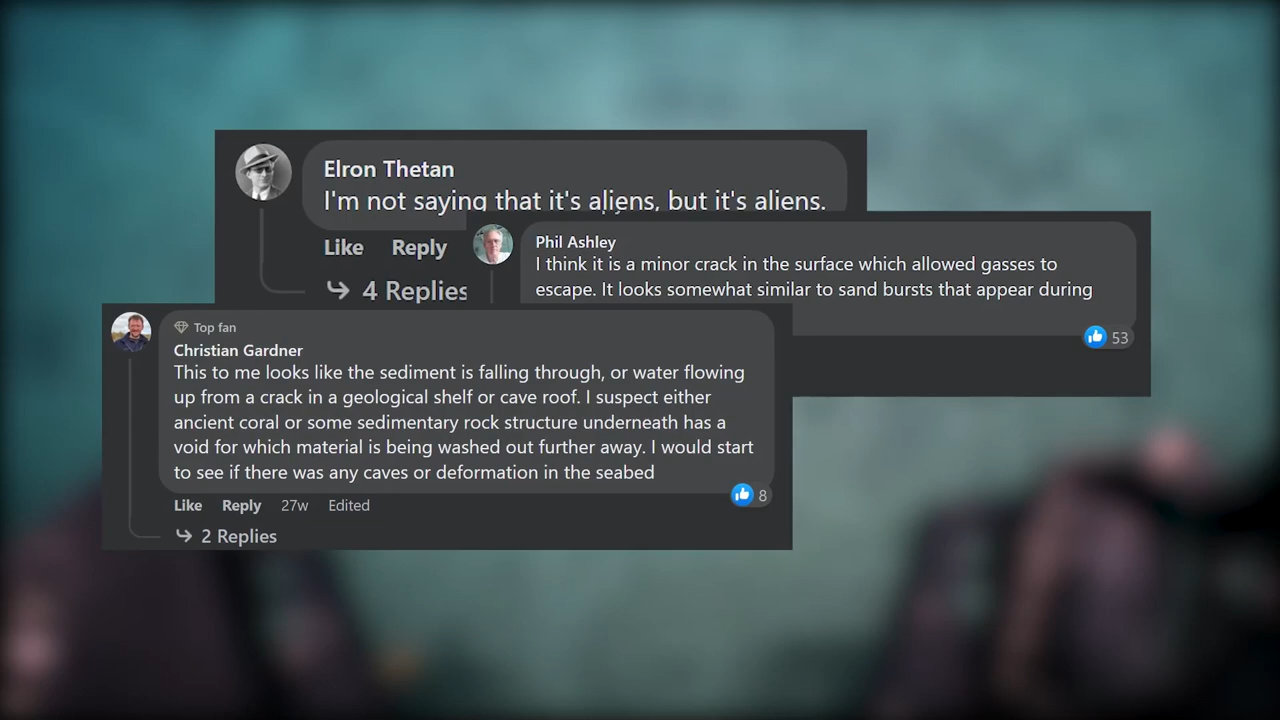 Elron Thetan
I'm not saying that it's aliens, but it's aliens.
Like Reply
4 Replies
Phil Ashley
I think it is a minor crack in the surface which allowed gasses to
escape. It looks somewhat similar to sand bursts that appear during
53
Top fan
Christian Gardner
This to me looks like the sediment is falling through, or water flowing
up from a crack in a geological shelf or cave roof. I suspect either
ancient coral or some sedimentary rock structure underneath has a
void for which material is being washed out further away. I would start
to see if there was any caves or deformation in the seabed
8
Like Reply 27w Edited
2 Replies